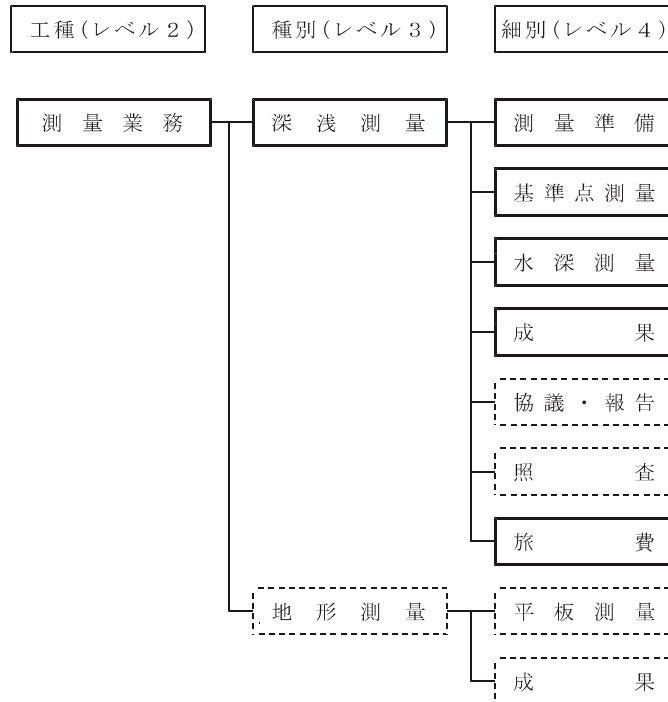 工種(レベル2)
種別(レベル3)
細別(レベル4)
測量業務
深浅測量
測量準備
基準点測量
水深測量
成果
協議・報告
照査
旅費
地形測量
平板測量
成果